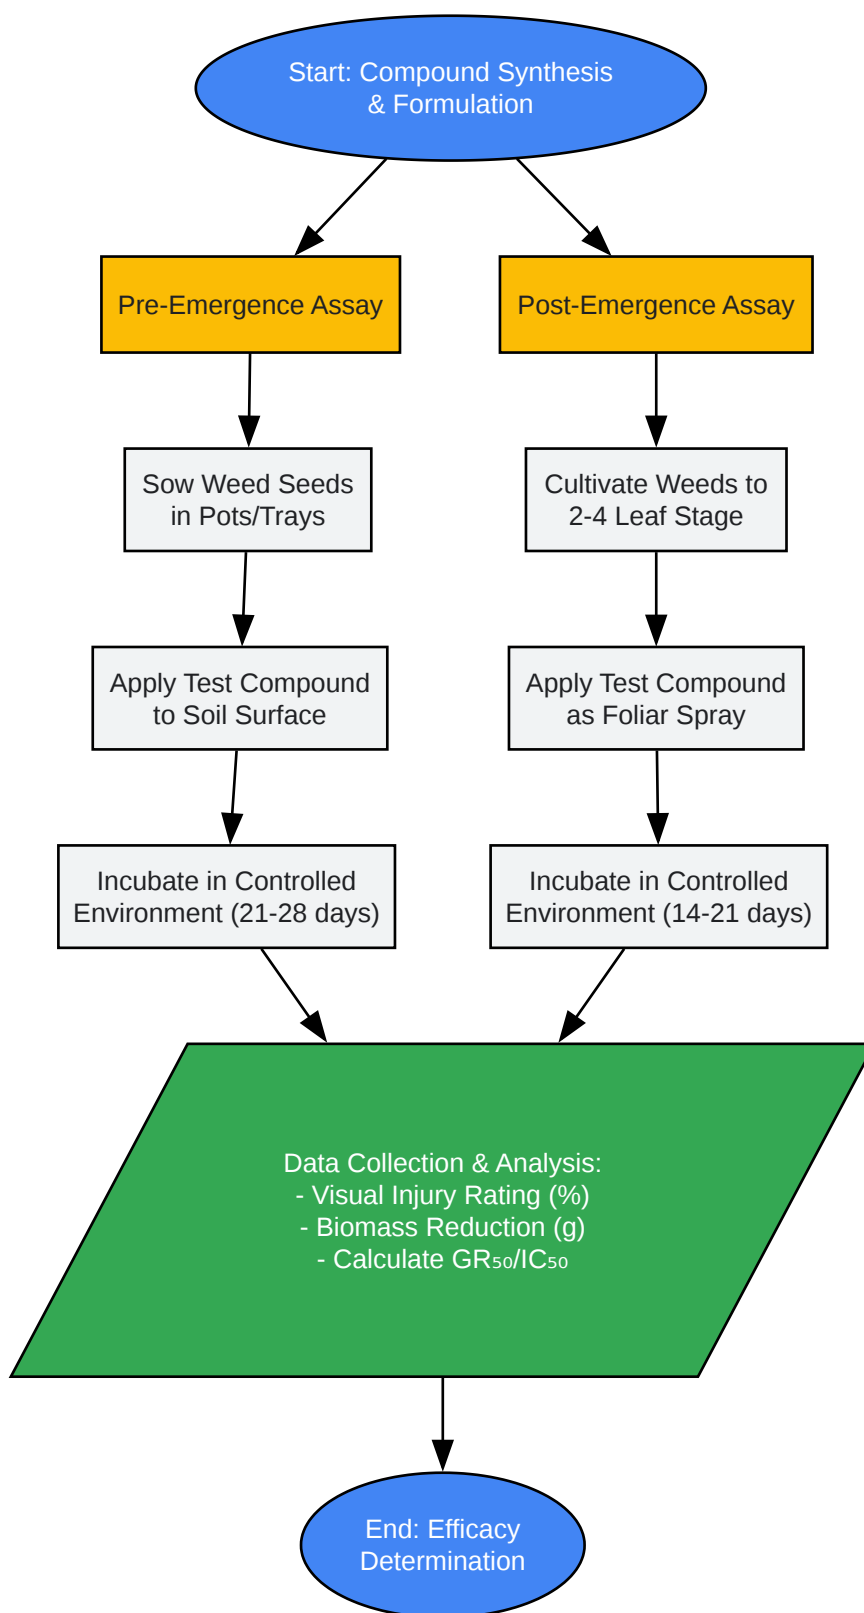 Start: Compound Synthesis
& Formulation
Pre-Emergence Assay
Post-Emergence Assay
Sow Weed Seeds
in Pots/Trays
Cultivate Weeds to
2-4 Leaf Stage
Apply Test Compound
to Soil Surface
Apply Test Compound
as Foliar Spray
Incubate in Controlled
Environment (21-28 days)
Incubate in Controlled
Environment (14-21 days)
Data Collection & Analysis:
- Visual Injury Rating (%)
- Biomass Reduction (g)
- Calculate GR₅₀/IC₅₀
End: Efficacy
Determination